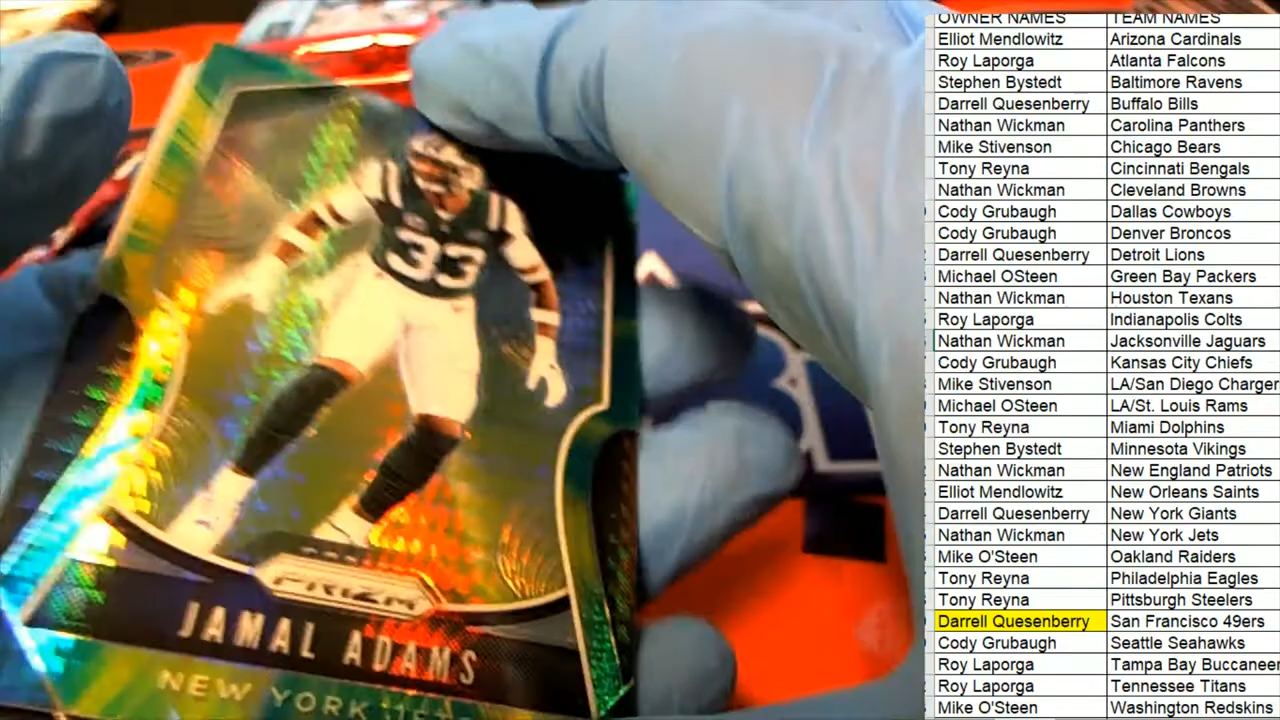 33
PRIZM
JAMAL ADAMS
NEW YORK JETS
OWNER NAMES TEAM NAMES
Elliot Mendlowitz Arizona Cardinals
Roy Laporga Atlanta Falcons
Stephen Bystedt Baltimore Ravens
Darrell Quesenberry Buffalo Bills
Nathan Wickman Carolina Panthers
Mike Stivenson Chicago Bears
Tony Reyna Cincinnati Bengals
Nathan Wickman Cleveland Browns
Cody Grubaugh Dallas Cowboys
Cody Grubaugh Denver Broncos
Darrell Quesenberry Detroit Lions
Michael OSteen Green Bay Packers
Nathan Wickman Houston Texans
Roy Laporga Indianapolis Colts
Nathan Wickman Jacksonville Jaguars
Cody Grubaugh Kansas City Chiefs
Mike Stivenson LA/San Diego Charger
Michael OSteen LA/St. Louis Rams
Tony Reyna Miami Dolphins
Stephen Bystedt Minnesota Vikings
Nathan Wickman New England Patriots
Elliot Mendlowitz New Orleans Saints
Darrell Quesenberry New York Giants
Nathan Wickman New York Jets
Mike O'Steen Oakland Raiders
Tony Reyna Philadelphia Eagles
Tony Reyna Pittsburgh Steelers
Darrell Quesenberry San Francisco 49ers
Cody Grubaugh Seattle Seahawks
Roy Laporga Tampa Bay Buccaneer
Roy Laporga Tennessee Titans
Mike O'Steen Washington Redskins